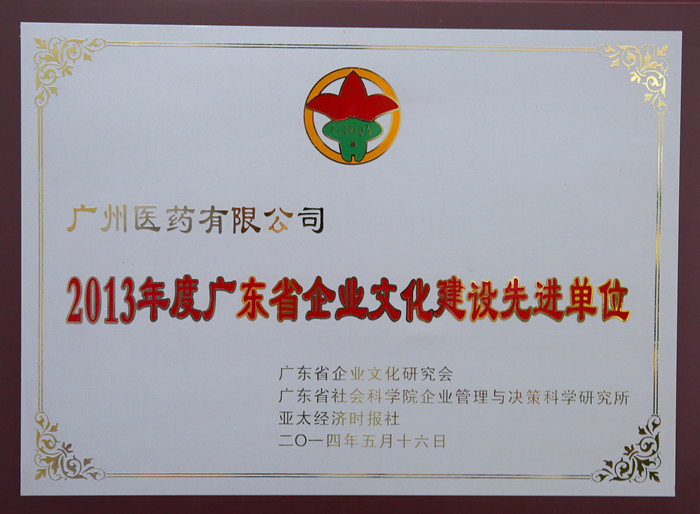 广州医药有限公司
2013年度广东省企业文化建设先进单位
广东省企业文化研究会
广东省社会科学院企业管理与决策科学研究所
亚太经济时报社
二〇一四年五月十六日